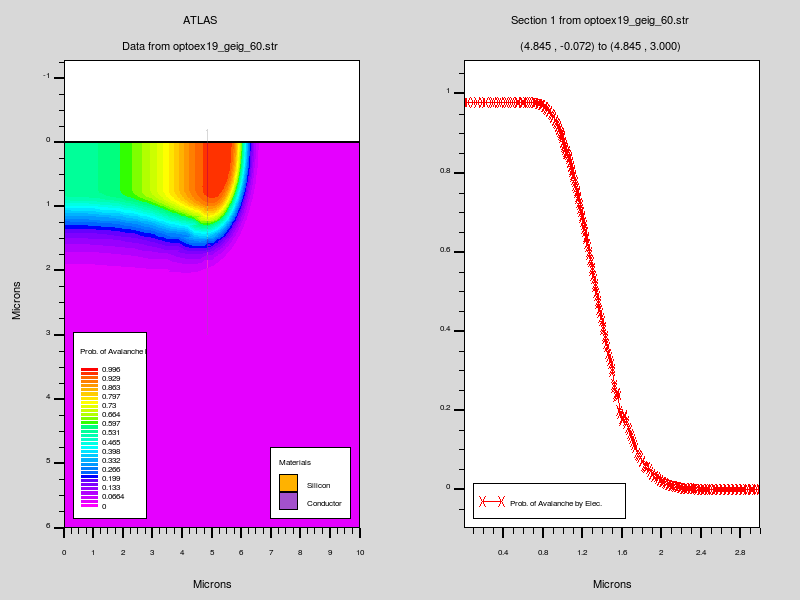 ATLAS
Data from optoex19_geig_60.str
-1
0
1
2
3
4
5
6
Microns
Prob. of Avalanche
0.996
0.929
0.863
0.797
0.73
0.664
0.597
0.531
0.465
0.398
0.332
0.266
0.199
0.133
0.0664
0
Materials
Silicon
Conductor
0 1 2 3 4 5 6 7 8 9 10
Microns
Section 1 from optoex19_geig_60.str
(4.845 , -0.072) to (4.845 , 3.000)
1
0.8
0.6
0.4
0.2
0
Prob. of Avalanche by Elec.
0.4 0.8 1.2 1.6 2 2.4 2.8
Microns